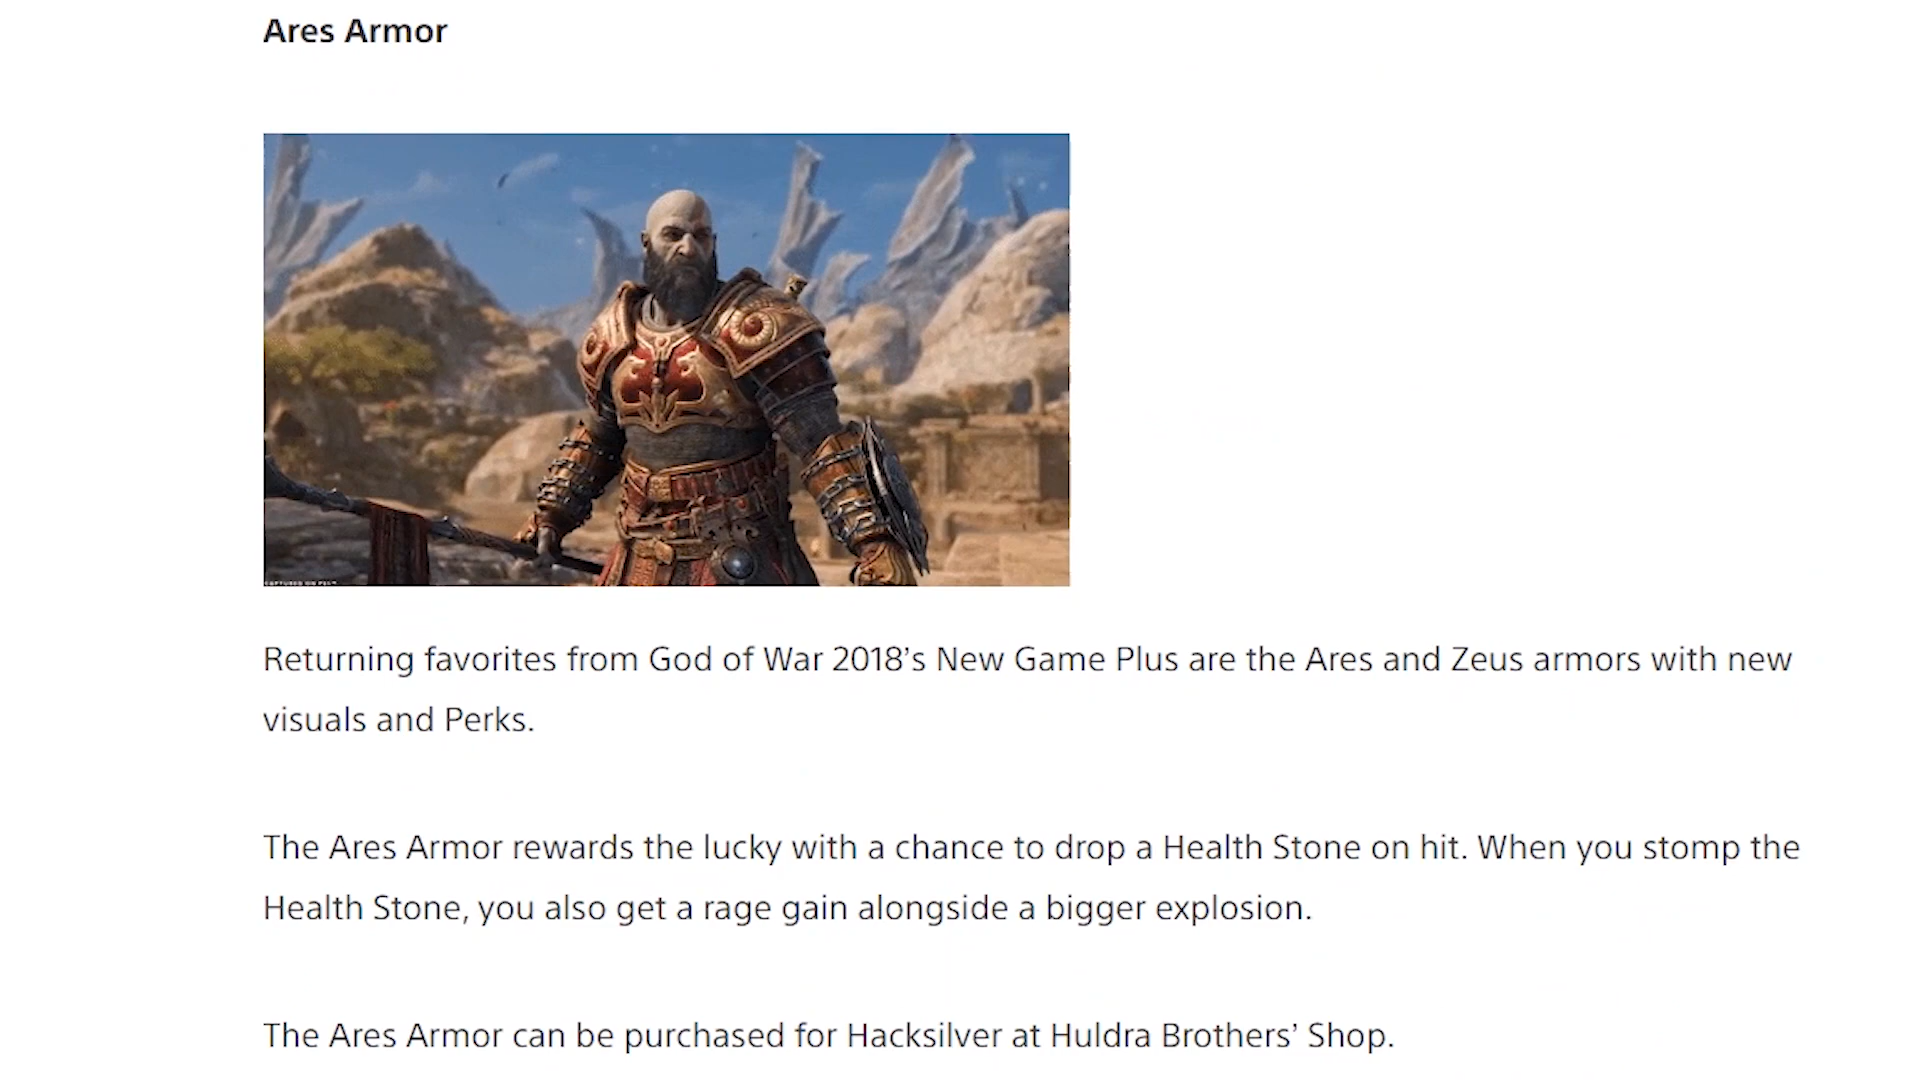 Ares Armor
CAPTURED ON PS5
Returning favorites from God of War 2018’s New Game Plus are the Ares and Zeus armors with new
visuals and Perks.
The Ares Armor rewards the lucky with a chance to drop a Health Stone on hit. When you stomp the
Health Stone, you also get a rage gain alongside a bigger explosion.
The Ares Armor can be purchased for Hacksilver at Huldra Brothers’ Shop.